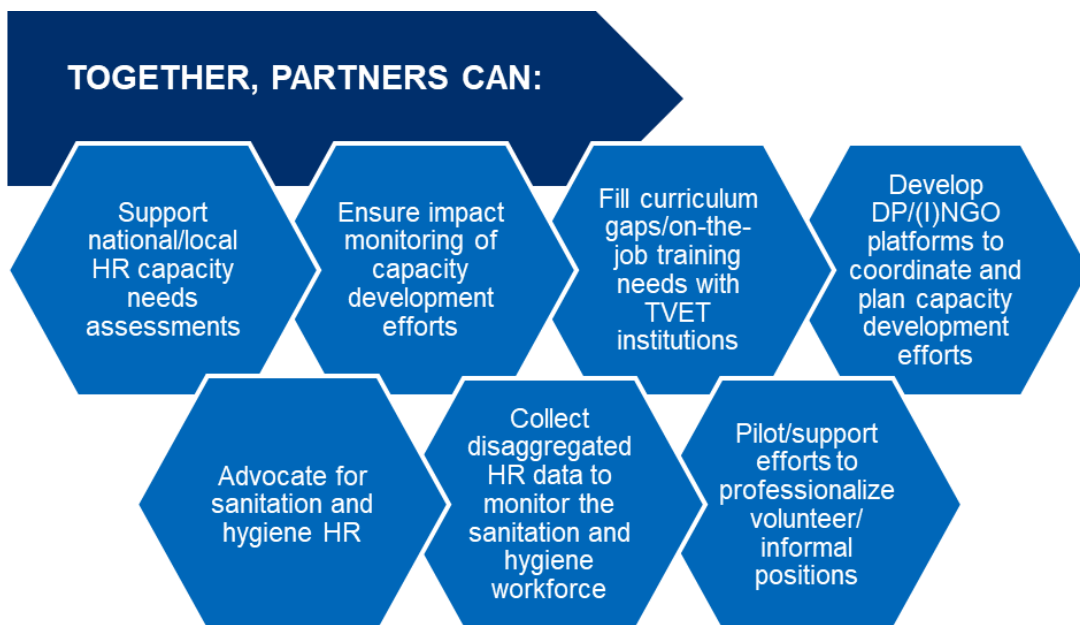 TOGETHER, PARTNERS CAN:
Support
national/local
HR capacity
needs
assessments
Ensure impact
monitoring of
capacity
development
efforts
Fill curriculum
gaps/on-the-
job training
needs with
TVET
institutions
Develop
DP/(I)NGO
platforms to
coordinate and
plan capacity
development
efforts
Advocate for
sanitation and
hygiene HR
Collect
disaggregated
HR data to
monitor the
sanitation and
hygiene
workforce
Pilot/support
efforts to
professionalize
volunteer/
informal
positions